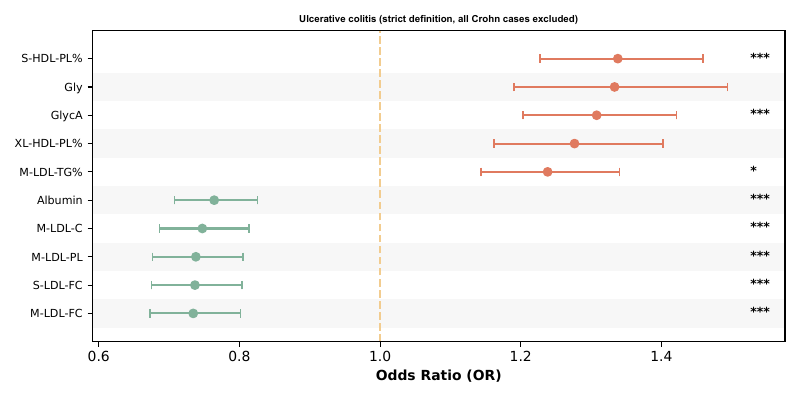 Ulcerative colitis (strict definition, all Crohn cases excluded)
S-HDL-PL% ***
Gly
GlycA ***
XL-HDL-PL%
M-LDL-TG% *
Albumin ***
M-LDL-C ***
M-LDL-PL ***
S-LDL-FC ***
M-LDL-FC ***
0.6 0.8 1.0 1.2 1.4
Odds Ratio (OR)